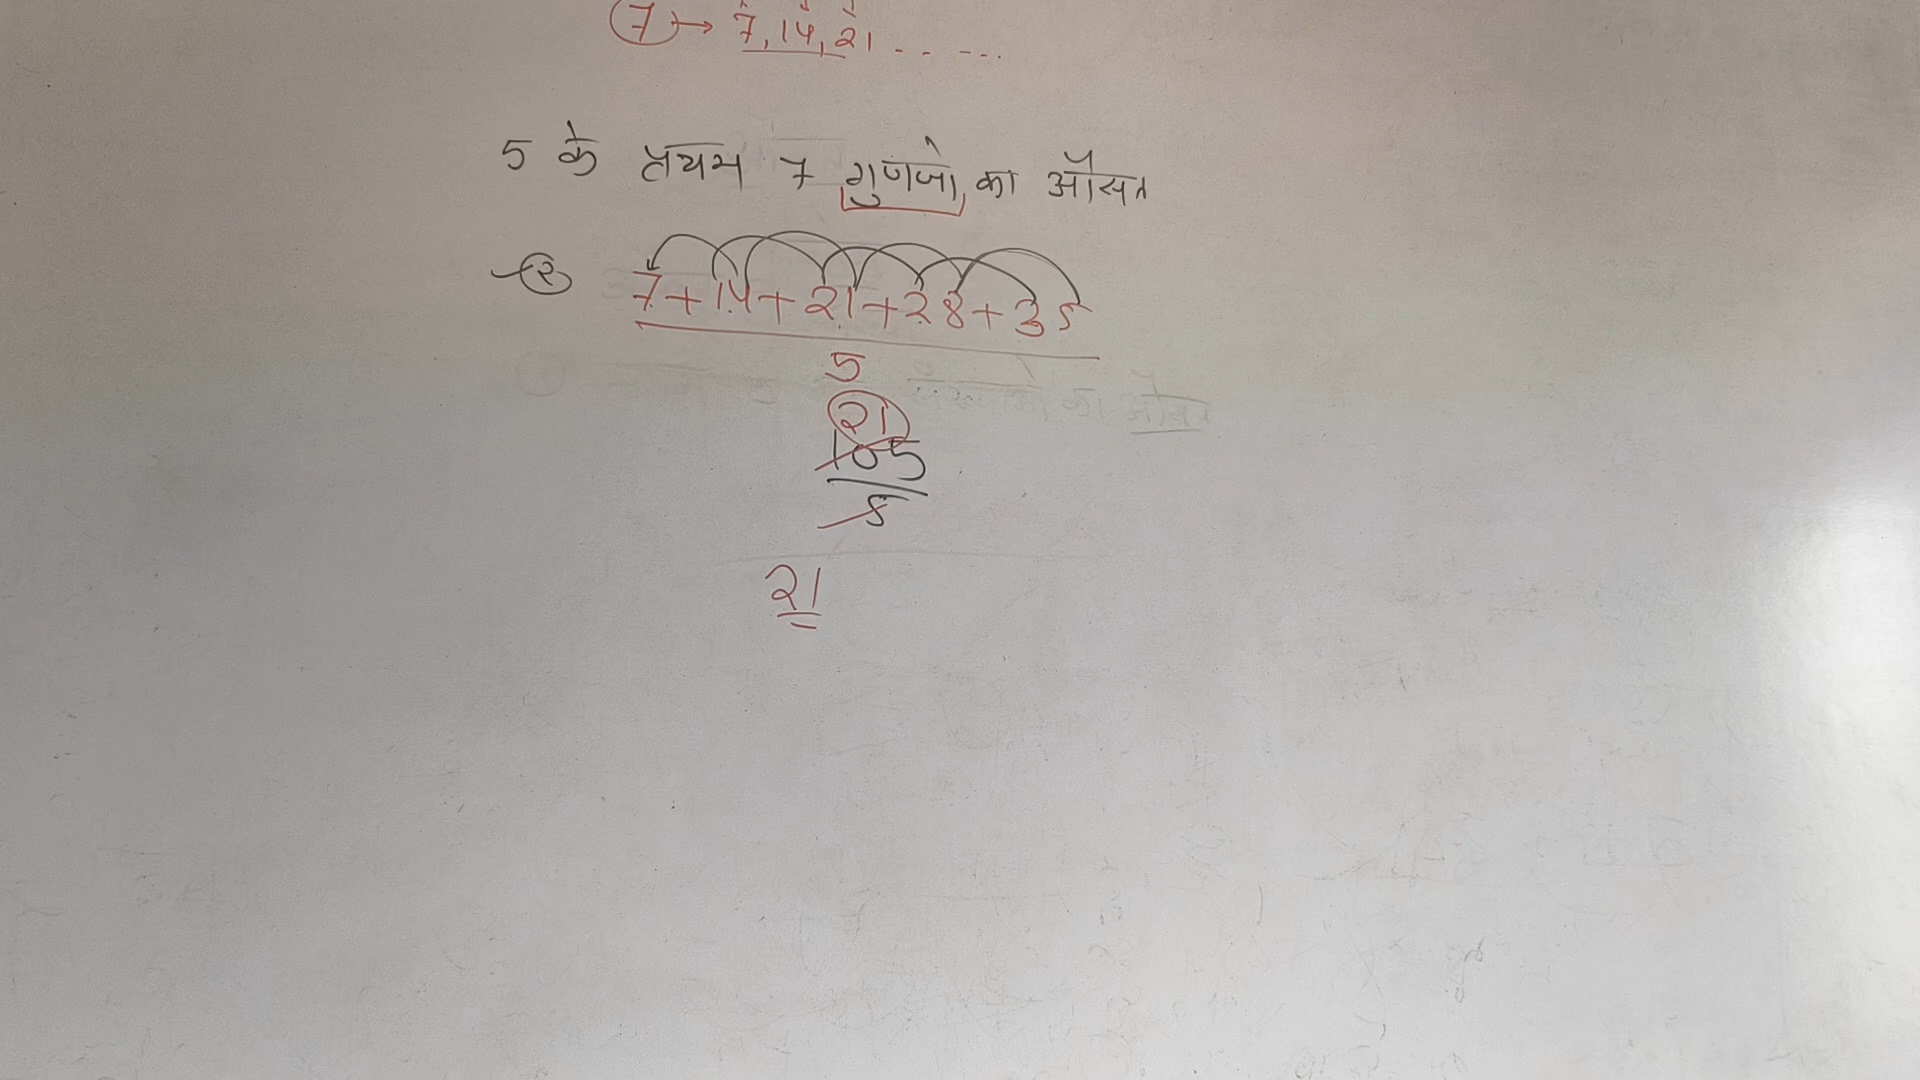 7 → 7, 14, 21 - - - - -
5 के प्रथम 7 गुणजो का औसत
7 + 14 + 21 + 28 + 35
5
21
105
5
21